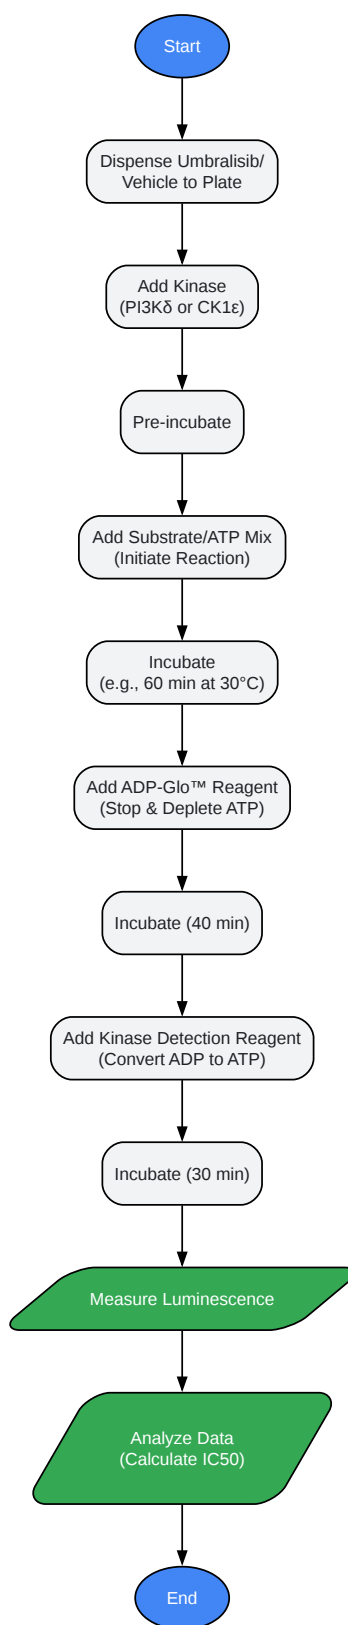 Start
Dispense Umbralisib/
Vehicle to Plate
Add Kinase
(PI3Kδ or CK1ε)
Pre-incubate
Add Substrate/ATP Mix
(Initiate Reaction)
Incubate
(e.g., 60 min at 30°C)
Add ADP-Glo™ Reagent
(Stop & Deplete ATP)
Incubate (40 min)
Add Kinase Detection Reagent
(Convert ADP to ATP)
Incubate (30 min)
Measure Luminescence
Analyze Data
(Calculate IC50)
End